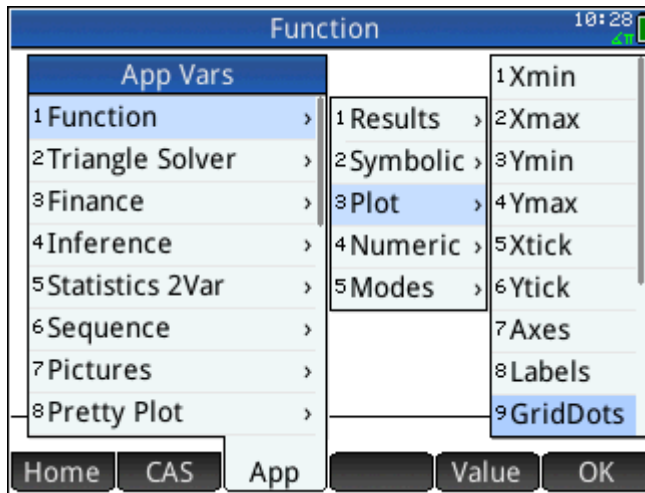 Function
10:28
∡π
App Vars
1 Function ›
2 Triangle Solver ›
3 Finance ›
4 Inference ›
5 Statistics 2Var ›
6 Sequence ›
7 Pictures ›
8 Pretty Plot ›
1 Results ›
2 Symbolic ›
3 Plot ›
4 Numeric ›
5 Modes ›
1 Xmin
2 Xmax
3 Ymin
4 Ymax
5 Xtick
6 Ytick
7 Axes
8 Labels
9 GridDots
Home CAS App Value OK